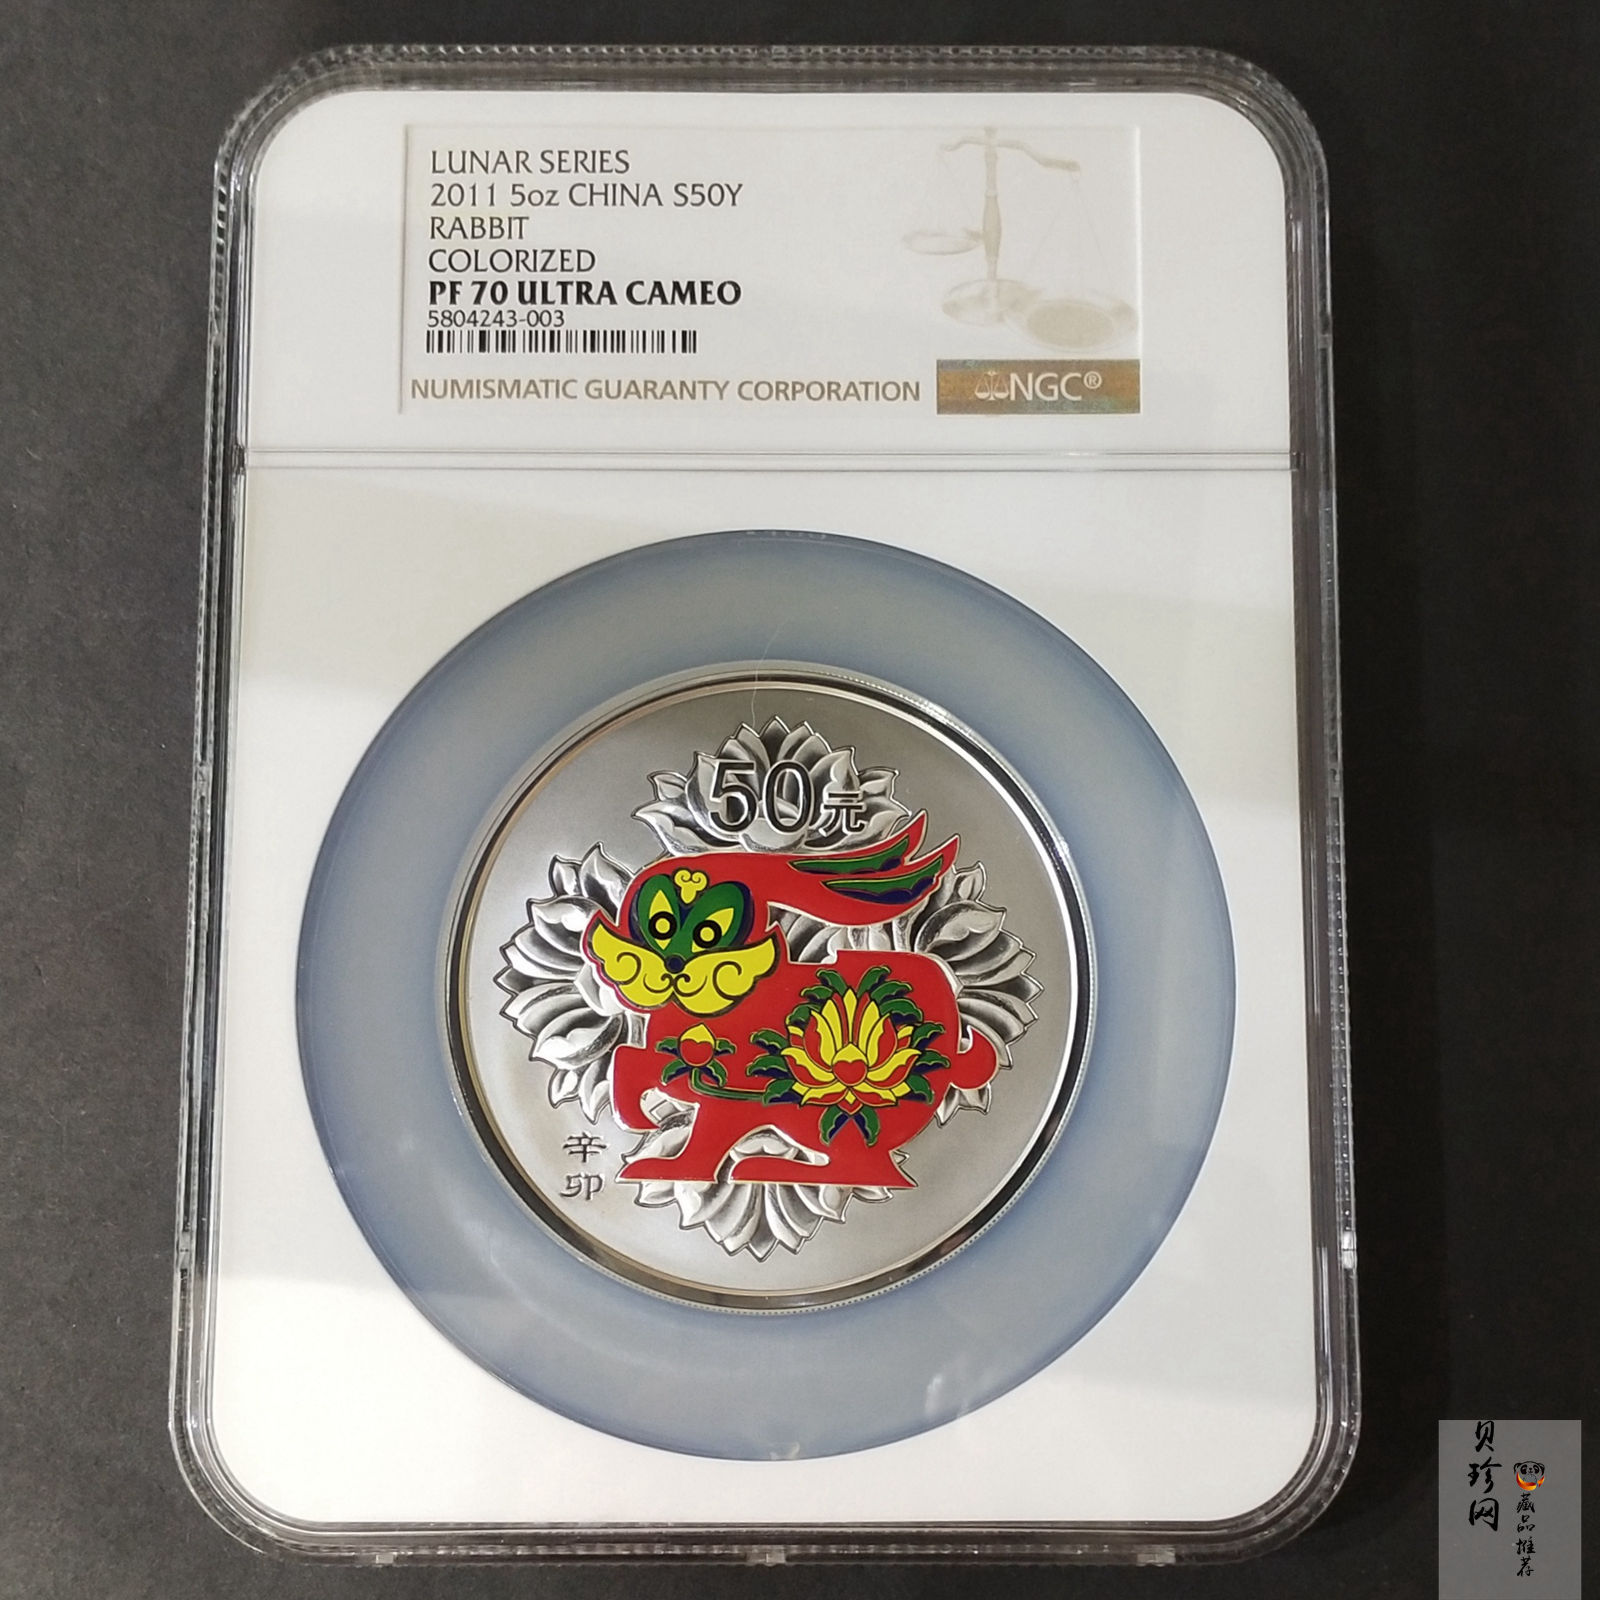 LUNAR SERIES
2011 5oz CHINA S50Y
RABBIT
COLORIZED
PF 70 ULTRA CAMEO
5804243-003
NUMISMATIC GUARANTY CORPORATION
NGC®
50元
辛
卯
贝珍网
藏品推荐